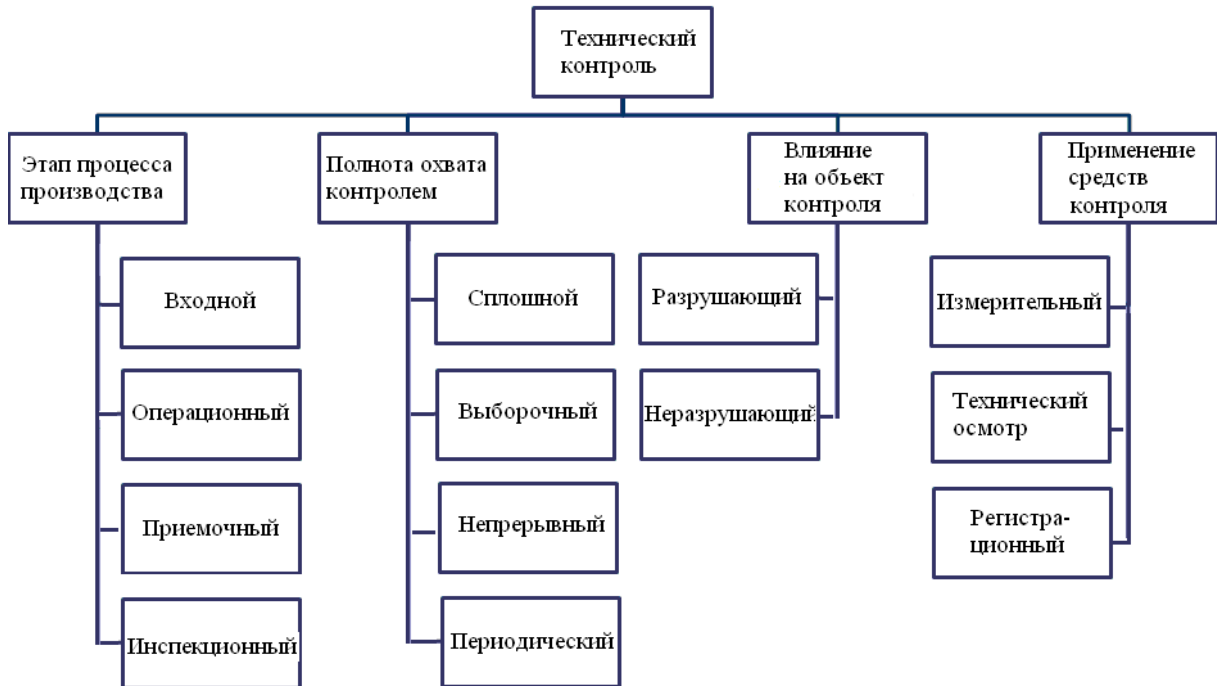 Технический
контроль
Этап процесса
производства
Полнота охвата
контролем
Влияние
на объект
контроля
Применение
средств
контроля
Входной
Операционный
Приемочный
Инспекционный
Сплошной
Выборочный
Непрерывный
Периодический
Разрушающий
Неразрушающий
Измерительный
Технический
осмотр
Регистра-
ционный